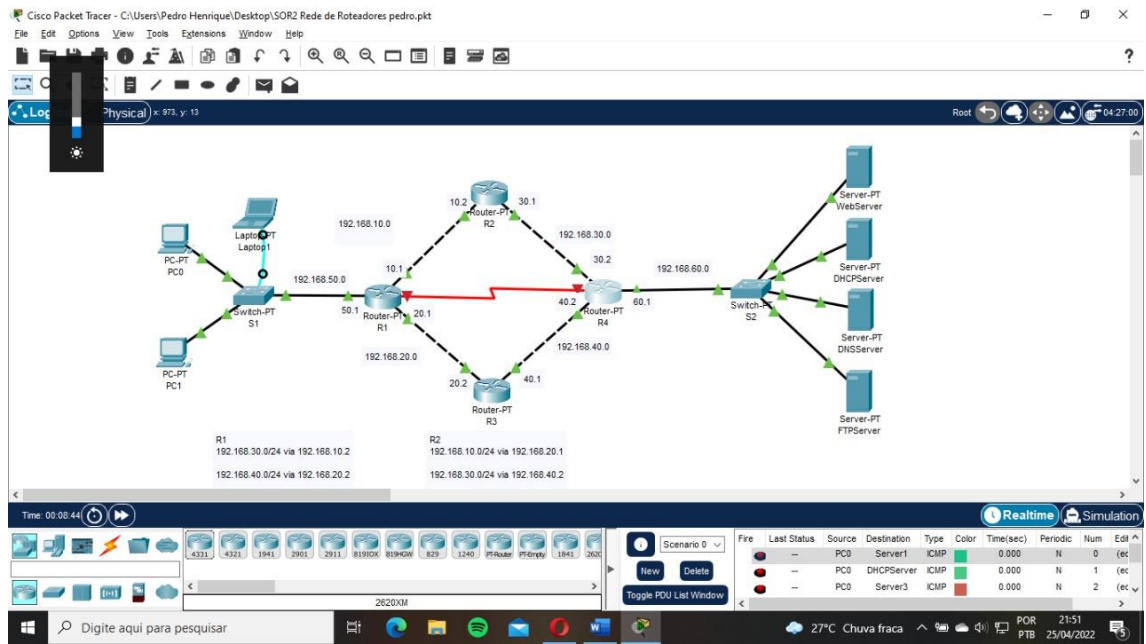 Cisco Packet Tracer - C:\Users\Pedro Henrique\Desktop\SOR2 Rede de Roteadores pedro.pkt
File Edit Options View Tools Extensions Window Help
?
Physical x: 973, y: 13
Root 04:27:00
Server-PT
WebServer
10.2 Router-PT 30.1
R2
Laptop1
192.168.10.0
192.168.30.0
PC-PT
PC0
Server-PT
DHCPServer
10.1
30.2
192.168.50.0
192.168.60.0
Switch-PT
S1
50.1 Router-PT 20.1
R1
40.2 Router-PT 60.1
R4
Switch-PT
S2
Server-PT
DNSServer
192.168.20.0
192.168.40.0
PC-PT
PC1
20.2 40.1
Router-PT
R3
Server-PT
FTPServer
R1
192.168.30.0/24 via 192.168.10.2
192.168.40.0/24 via 192.168.20.2
R2
192.168.10.0/24 via 192.168.20.1
192.168.30.0/24 via 192.168.40.2
Time: 00:08:44
Realtime Simulation
4331 4321 1941 2901 2911 819IOX 819HGW 829 1240 PT-Router PT-Empty 1841
2620XM
Scenario 0
New Delete
Toggle PDU List Window
Fire Last Status Source Destination Type Color Time(sec) Periodic Num Edit
-- PC0 Server1 ICMP 0.000 N 0
-- PC0 DHCPServer ICMP 0.000 N 1
-- PC0 Server3 ICMP 0.000 N 2
Digite aqui para pesquisar
27°C Chuva fraca
POR
PTB
21:51
25/04/2022